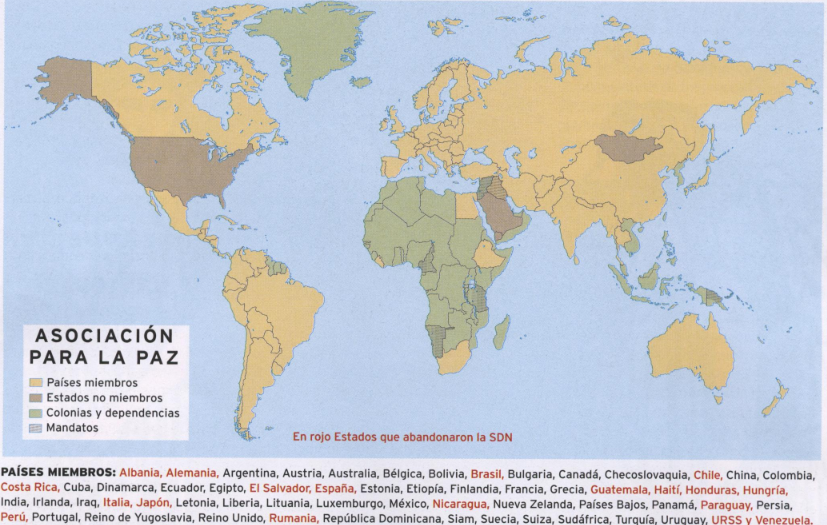 ASOCIACIÓN
PARA LA PAZ
Países miembros
Estados no miembros
Colonias y dependencias
Mandatos
En rojo Estados que abandonaron la SDN
PAÍSES MIEMBROS: Albania, Alemania, Argentina, Austria, Australia, Bélgica, Bolivia, Brasil, Bulgaria, Canadá, Checoslovaquia, Chile, China, Colombia,
Costa Rica, Cuba, Dinamarca, Ecuador, Egipto, El Salvador, España, Estonia, Etiopía, Finlandia, Francia, Grecia, Guatemala, Haití, Honduras, Hungría,
India, Irlanda, Iraq, Italia, Japón, Letonia, Liberia, Lituania, Luxemburgo, México, Nicaragua, Nueva Zelanda, Países Bajos, Panamá, Paraguay, Persia,
Perú, Portugal, Reino de Yugoslavia, Reino Unido, Rumania, República Dominicana, Siam, Suecia, Suiza, Sudáfrica, Turquía, Uruguay, URSS y Venezuela.